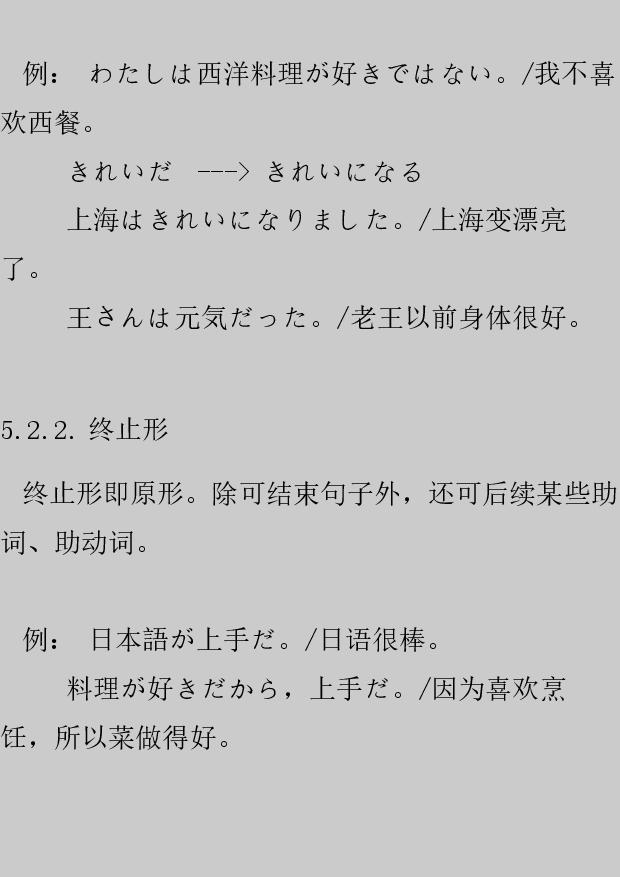 例： わたしは西洋料理が好きではない。/我不喜
欢西餐。
きれいだ ---> きれいになる
上海はきれいになりました。/上海变漂亮
了。
王さんは元気だった。/老王以前身体很好。
5.2.2. 终止形
终止形即原形。除可结束句子外，还可后续某些助
词、助动词。
例： 日本語が上手だ。/日语很棒。
料理が好きだから，上手だ。/因为喜欢烹
饪，所以菜做得好。